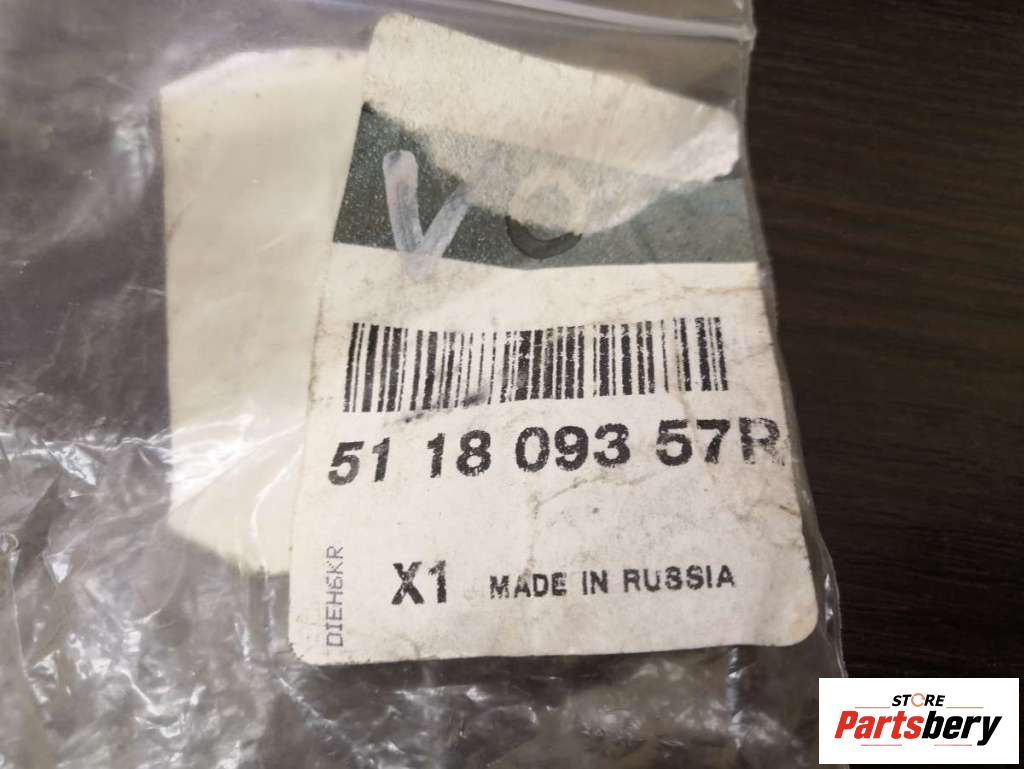 V
51 18 093 57R
DIEH6KR
X1 MADE IN RUSSIA
STORE
Partsbery